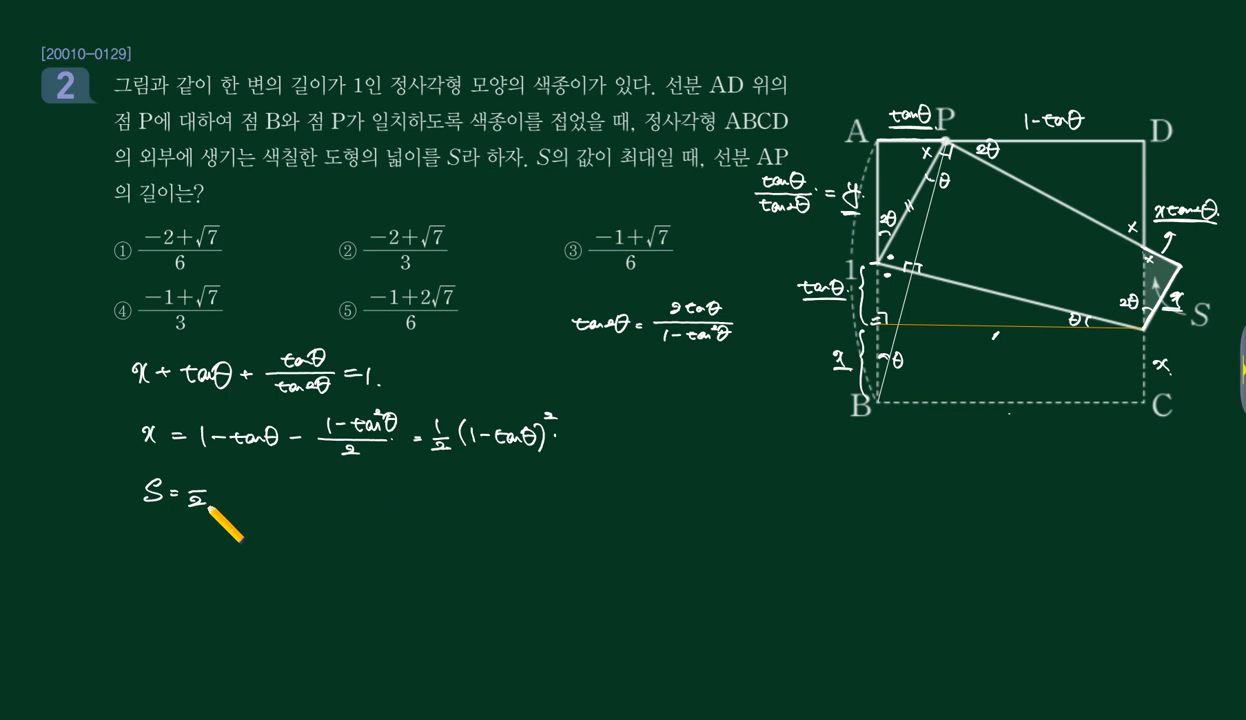 [20010-0129]
2 그림과 같이 한 변의 길이가 1인 정사각형 모양의 색종이가 있다. 선분 AD 위의
점 P에 대하여 점 B와 점 P가 일치하도록 색종이를 접었을 때, 정사각형 ABCD
의 외부에 생기는 색칠한 도형의 넓이를 S라 하자. S의 값이 최대일 때, 선분 AP
의 길이는?
① (-2+√7)/6 ② (-2+√7)/3 ③ (-1+√7)/6
④ (-1+√7)/3 ⑤ (-1+2√7)/6
tan2θ = 2tanθ/(1-tan²θ)
x + tanθ + tanθ/tan2θ = 1.
x = 1-tanθ - (1-tan²θ)/2 = 1/2 (1-tanθ)².
S = /2
tanθ 1-tanθ
A P D
x 2θ
θ
tanθ/tan2θ = y
2θ
x xtan2θ
x
1
tanθ
2θ x
θ S
x θ x
B C